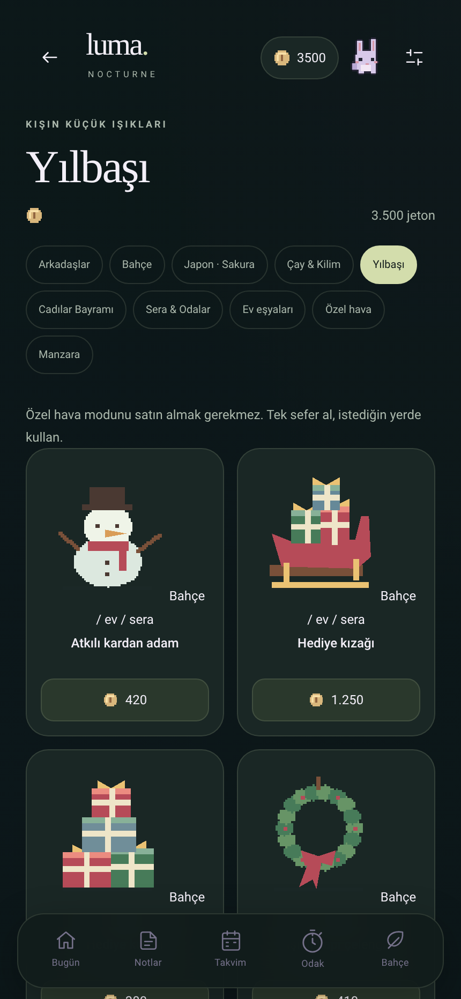 luma.
NOCTURNE
3500
KIŞIN KÜÇÜK IŞIKLARI
Yılbaşı
3.500 jeton
Arkadaşlar
Bahçe
Japon · Sakura
Çay & Kilim
Yılbaşı
Cadılar Bayramı
Sera & Odalar
Ev eşyaları
Özel hava
Manzara
Özel hava modunu satın almak gerekmez. Tek sefer al, istediğin yerde
kullan.
Bahçe
/ ev / sera
Atkılı kardan adam
420
Bahçe
/ ev / sera
Hediye kızağı
1.250
Bahçe
Bahçe
Bugün
Notlar
Takvim
Odak
Bahçe